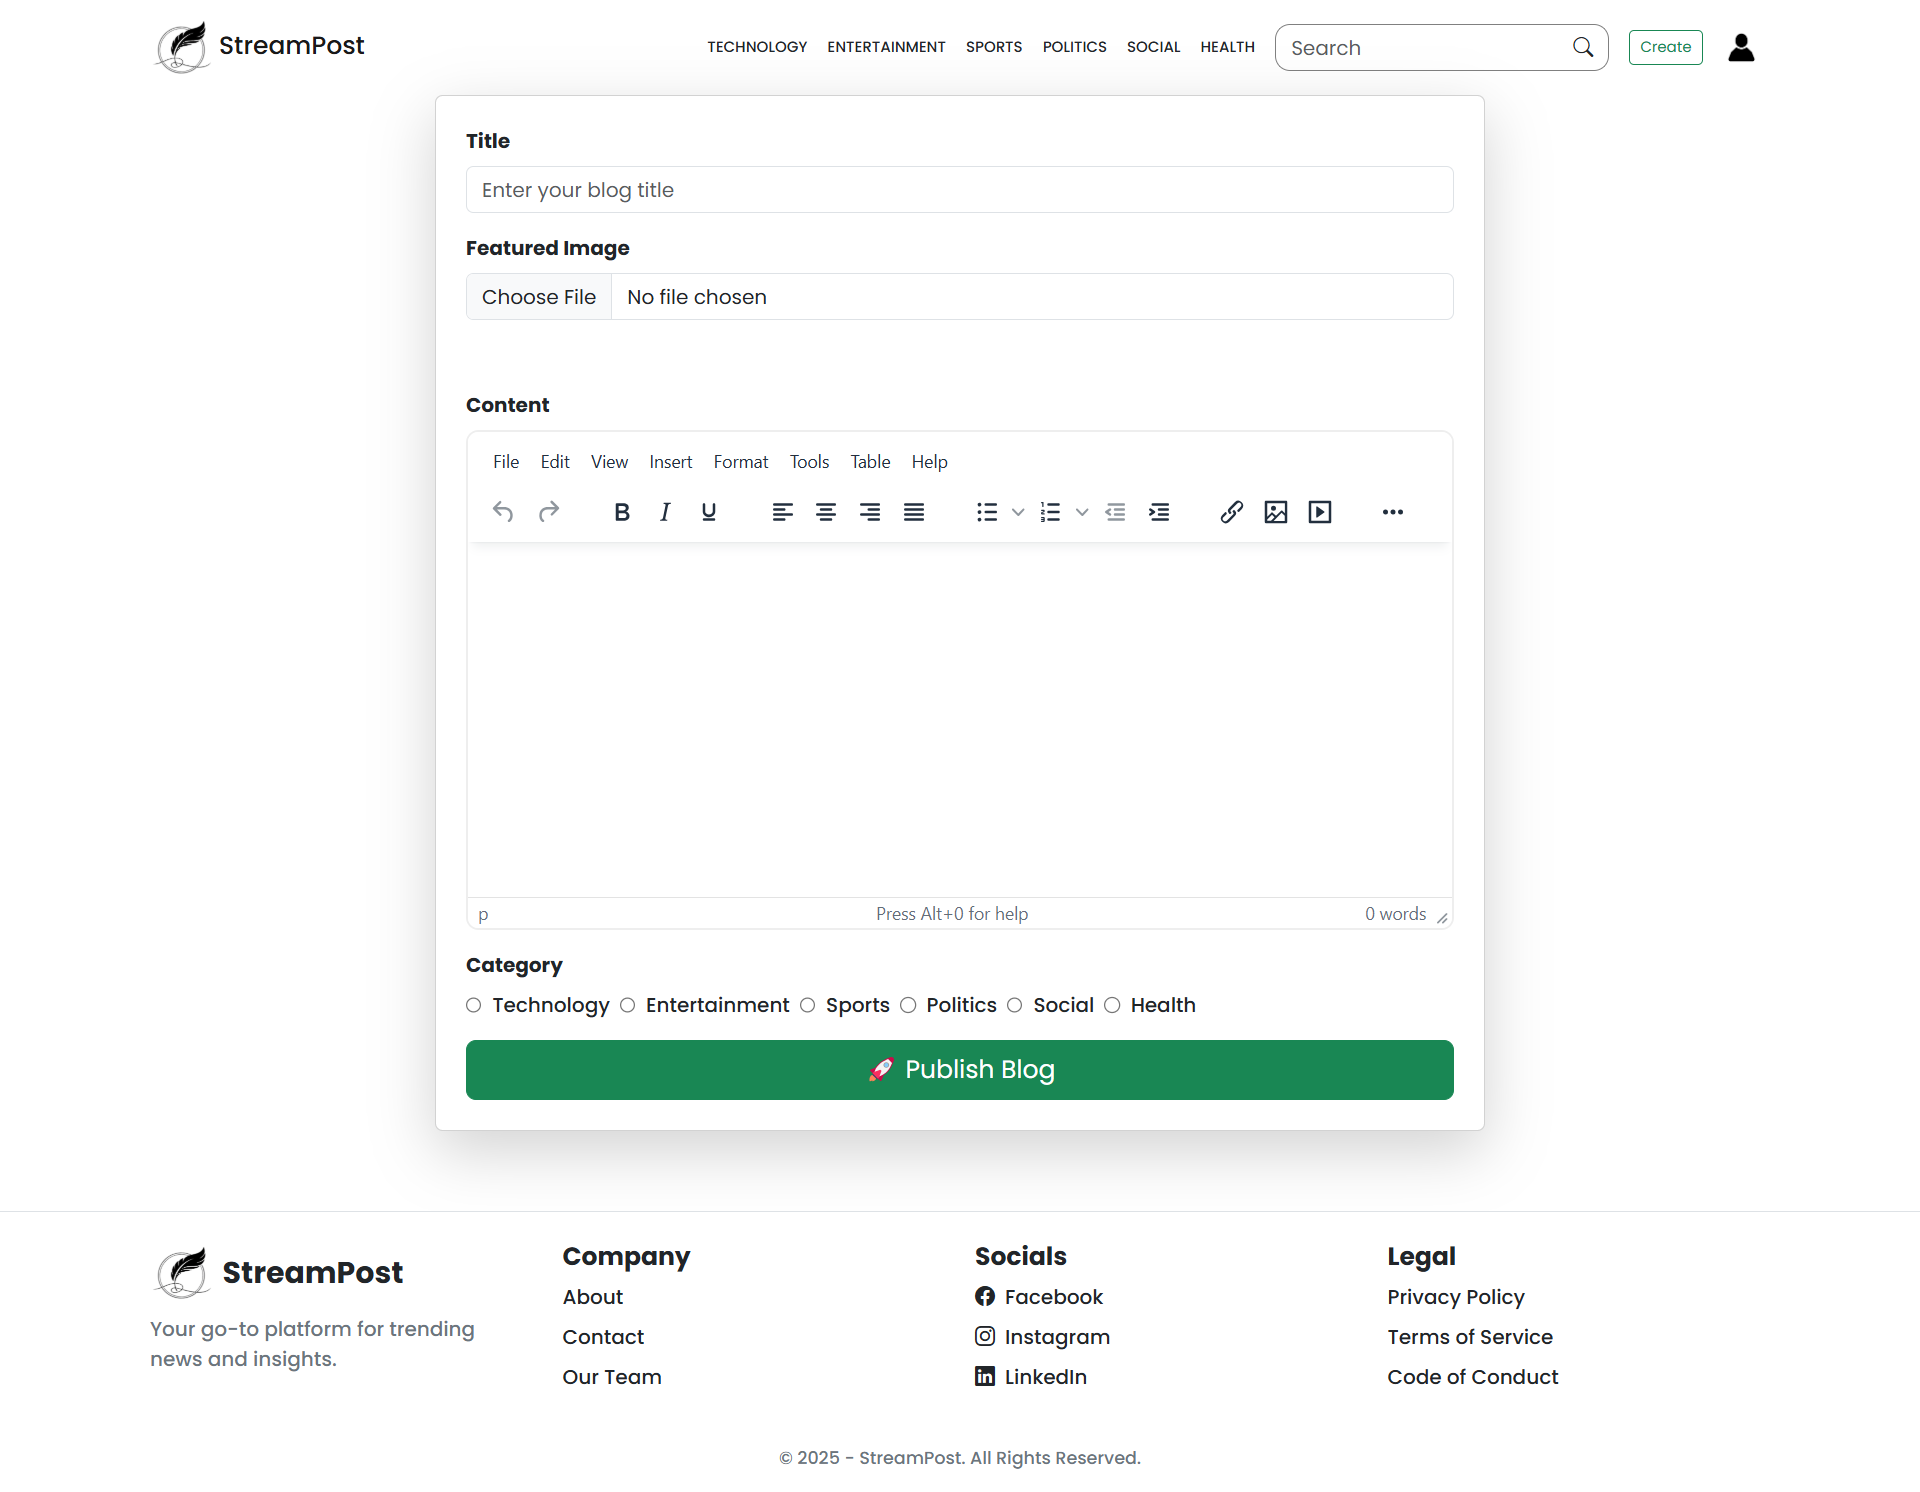 StreamPost
TECHNOLOGY ENTERTAINMENT SPORTS POLITICS SOCIAL HEALTH Search Create
Title
Enter your blog title
Featured Image
Choose File No file chosen
Content
File Edit View Insert Format Tools Table Help
p Press Alt+0 for help 0 words
Category
Technology Entertainment Sports Politics Social Health
🚀 Publish Blog
StreamPost
Your go-to platform for trending
news and insights.
Company
About
Contact
Our Team
Socials
Facebook
Instagram
LinkedIn
Legal
Privacy Policy
Terms of Service
Code of Conduct
© 2025 - StreamPost. All Rights Reserved.